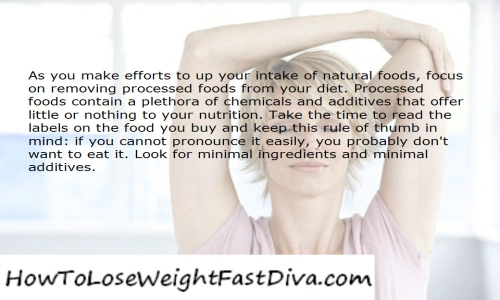 As you make efforts to up your intake of natural foods, focus
on removing processed foods from your diet. Processed
foods contain a plethora of chemicals and additives that offer
little or nothing to your nutrition. Take the time to read the
labels on the food you buy and keep this rule of thumb in
mind: if you cannot pronounce it easily, you probably don't
want to eat it. Look for minimal ingredients and minimal
additives.
HowToLoseWeightFastDiva.com